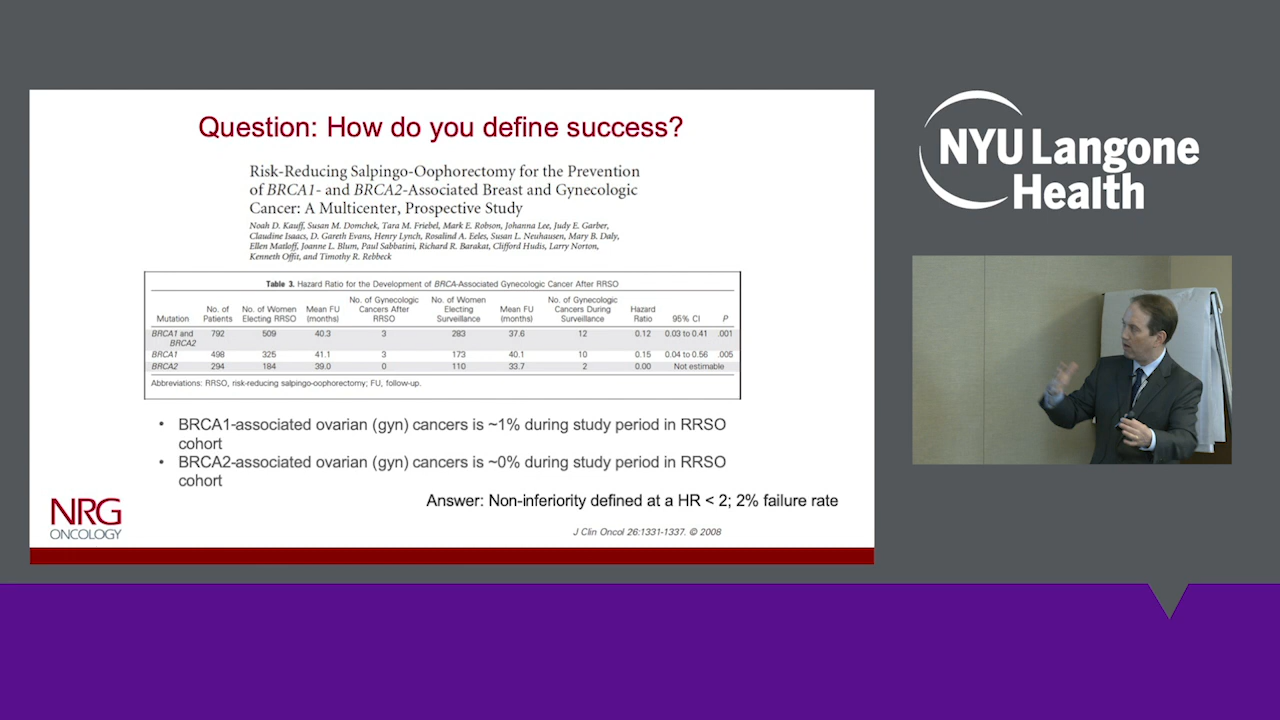 Question: How do you define success?
Risk-Reducing Salpingo-Oophorectomy for the Prevention
of BRCA1- and BRCA2-Associated Breast and Gynecologic
Cancer: A Multicenter, Prospective Study
Noah D. Kauff, Susan M. Domchek, Tara M. Friebel, Mark E. Robson, Johanna Lee, Judy E. Garber,
Claudine Isaacs, D. Gareth Evans, Henry Lynch, Rosalind A. Eeles, Susan L. Neuhausen, Mary B. Daly,
Ellen Matloff, Joanne L. Blum, Paul Sabbatini, Richard R. Barakat, Clifford Hudis, Larry Norton,
Kenneth Offit, and Timothy R. Rebbeck
Table 3. Hazard Ratio for the Development of BRCA-Associated Gynecologic Cancer After RRSO
Mutation No. of Patients No. of Women Electing RRSO Mean FU (months) No. of Gynecologic Cancers After RRSO No. of Women Electing Surveillance Mean FU (months) No. of Gynecologic Cancers During Surveillance Hazard Ratio 95% CI P
BRCA1 and BRCA2 792 509 40.3 3 283 37.6 12 0.12 0.03 to 0.41 .001
BRCA1 498 325 41.1 3 173 40.1 10 0.15 0.04 to 0.56 .005
BRCA2 294 184 39.0 0 110 33.7 2 0.00 Not estimable
Abbreviations: RRSO, risk-reducing salpingo-oophorectomy; FU, follow-up.
• BRCA1-associated ovarian (gyn) cancers is ~1% during study period in RRSO
cohort
• BRCA2-associated ovarian (gyn) cancers is ~0% during study period in RRSO
cohort
Answer: Non-inferiority defined at a HR < 2; 2% failure rate
NRG
ONCOLOGY
J Clin Oncol 26:1331-1337. © 2008
NYU Langone
Health